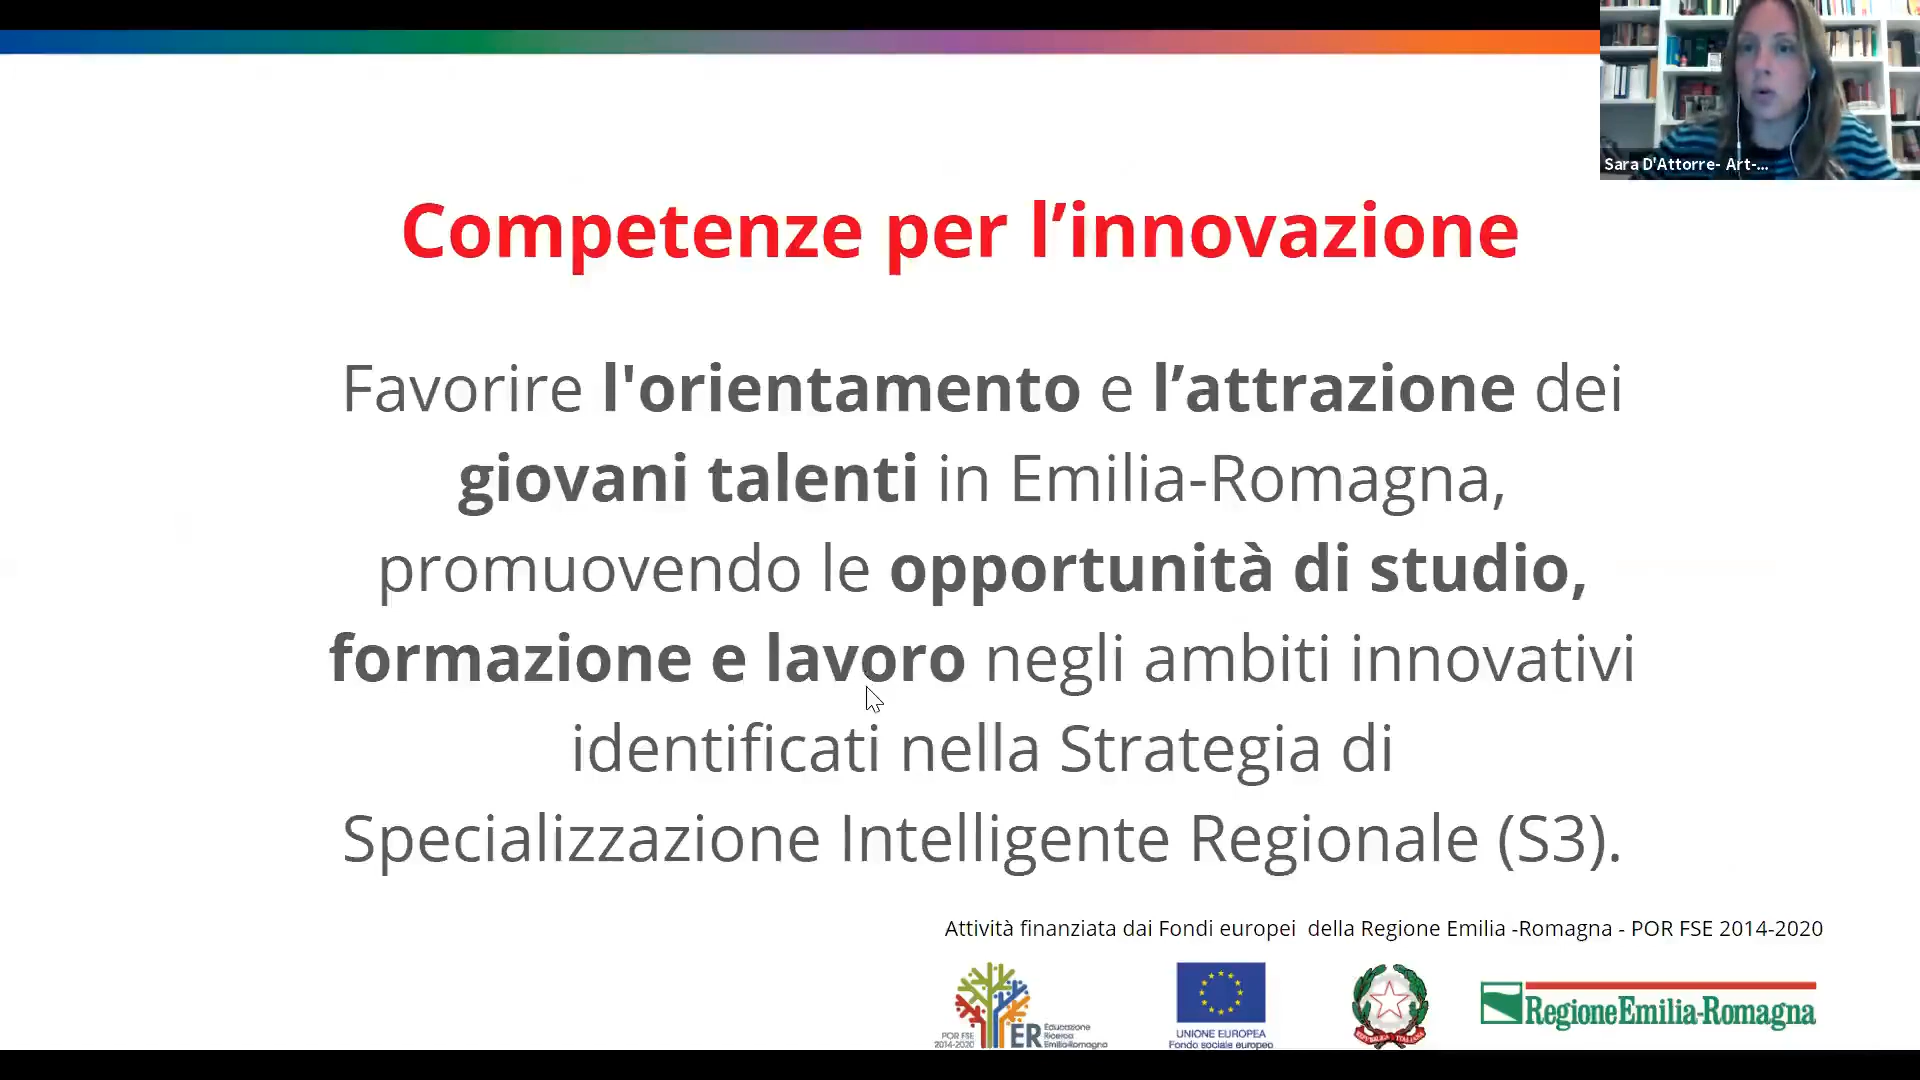 Sara D'Attorre- Art-...
Competenze per l’innovazione
Favorire l'orientamento e l’attrazione dei
giovani talenti in Emilia-Romagna,
promuovendo le opportunità di studio,
formazione e lavoro negli ambiti innovativi
identificati nella Strategia di
Specializzazione Intelligente Regionale (S3).
Attività finanziata dai Fondi europei della Regione Emilia -Romagna - POR FSE 2014-2020
POR FSE
2014-2020
ER
Educazione
Ricerca
Emilia-Romagna
UNIONE EUROPEA
Fondo sociale europeo
RegioneEmilia-Romagna